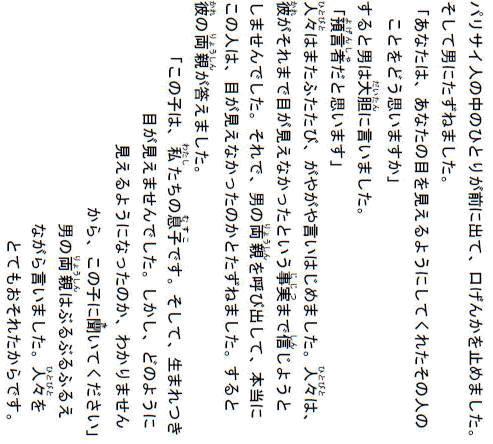 パリサイ人の中のひとりが前に出て、口げんかを止めました。
そして男にたずねました。
「あなたは、あなたの目を見えるようにしてくれたその人の
ことをどう思いますか」
すると男は大胆に言いました。
「預言者だと思います」
人々はまたふたたび、がやがや言いはじめました。人々は、
彼がそれまで目が見えなかったという事実まで信じようと
しませんでした。それで、男の両親を呼び出して、本当に
この人は、目が見えなかったのかとたずねました。すると
彼の両親が答えました。
「この子は、私たちの息子です。そして、生まれつき
目が見えませんでした。しかし、どのように
見えるようになったのか、わかりません
から、この子に聞いてください」
男の両親はぶるぶるふるえ
ながら言いました。人々を
とてもおそれたからです。